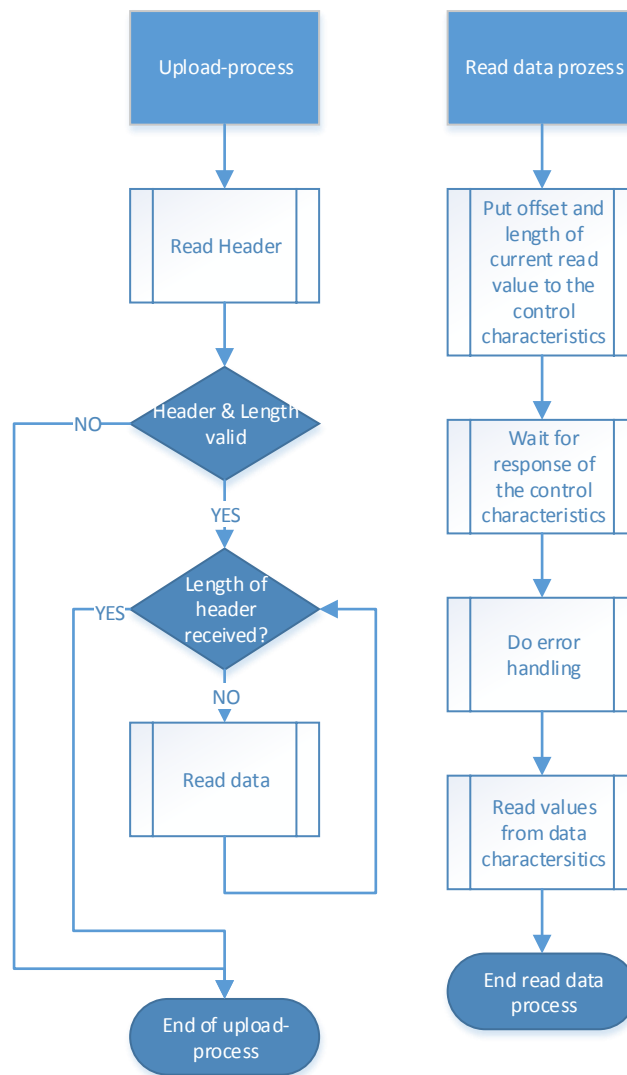 Upload-process
Read Header
Header & Length
valid
NO
YES
Length of
header
received?
YES
NO
Read data
End of upload-
process
Read data prozess
Put offset and
length of
current read
value to the
control
characteristics
Wait for
response of
the control
characteristics
Do error
handling
Read values
from data
charactersitics
End read data
process